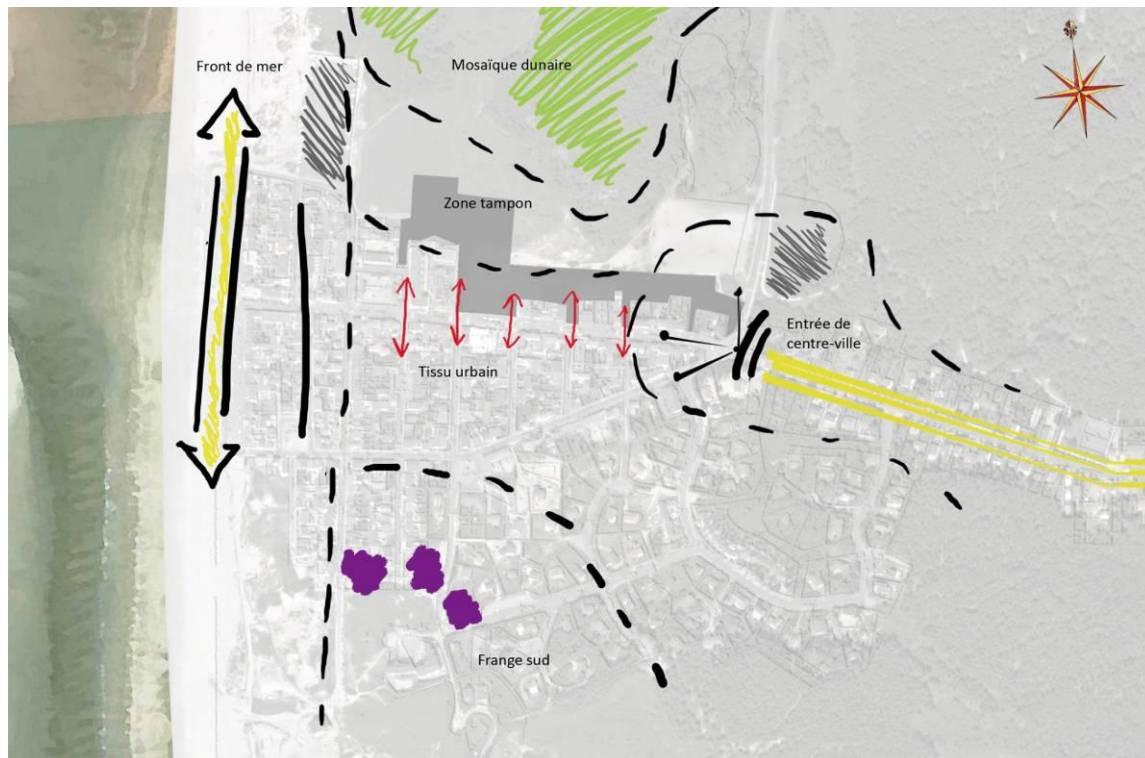 Front de mer
Mosaïque dunaire
Zone tampon
Entrée de
centre-ville
Tissu urbain
Frange sud